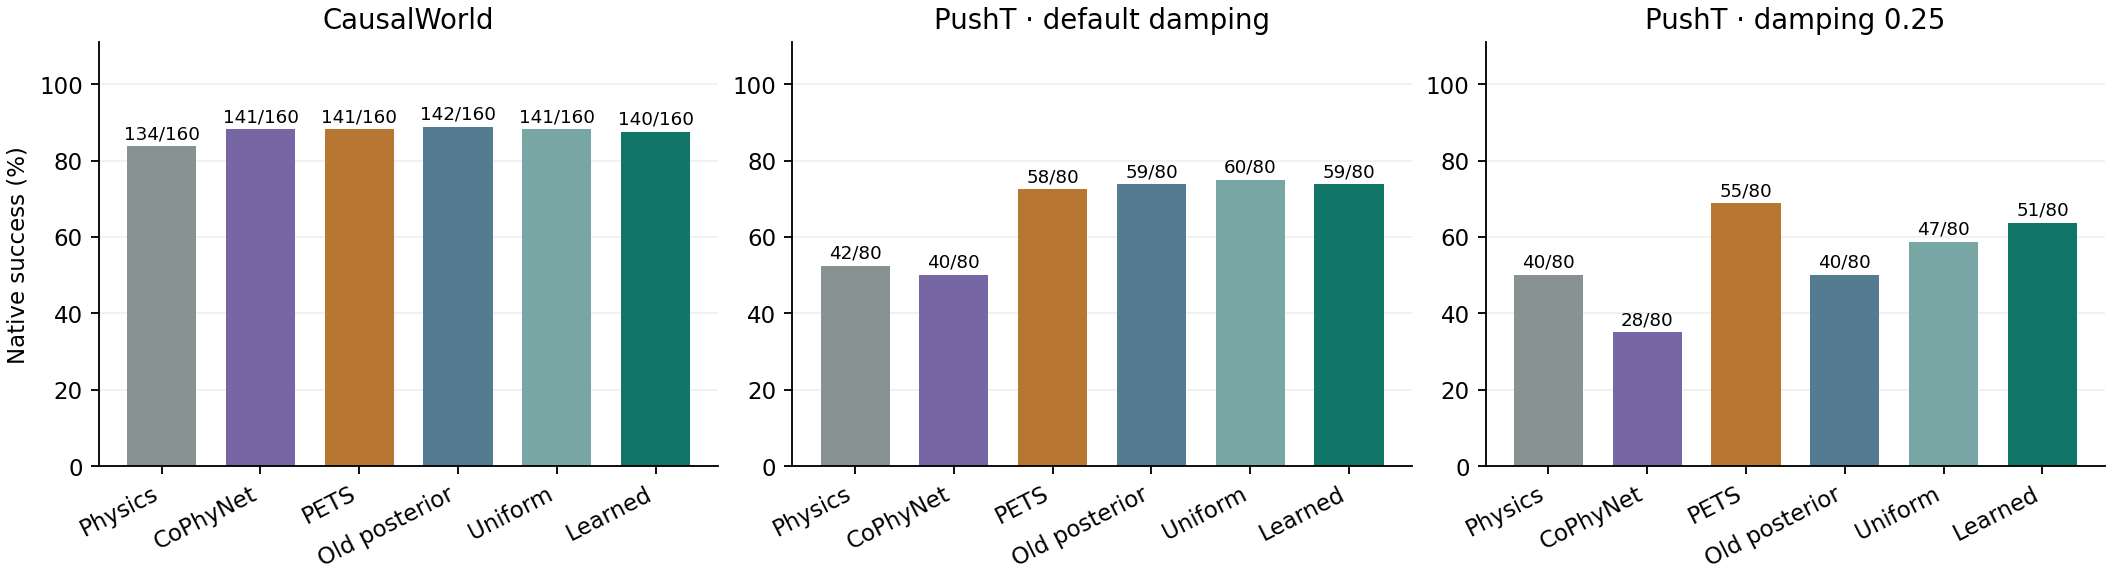 CausalWorld
Native success (%)
100
80
60
40
20
0
134/160
141/160
141/160
142/160
141/160
140/160
Physics
CoPhyNet
PETS
Old posterior
Uniform
Learned
PushT · default damping
100
80
60
40
20
0
42/80
40/80
58/80
59/80
60/80
59/80
Physics
CoPhyNet
PETS
Old posterior
Uniform
Learned
PushT · damping 0.25
100
80
60
40
20
0
40/80
28/80
55/80
40/80
47/80
51/80
Physics
CoPhyNet
PETS
Old posterior
Uniform
Learned